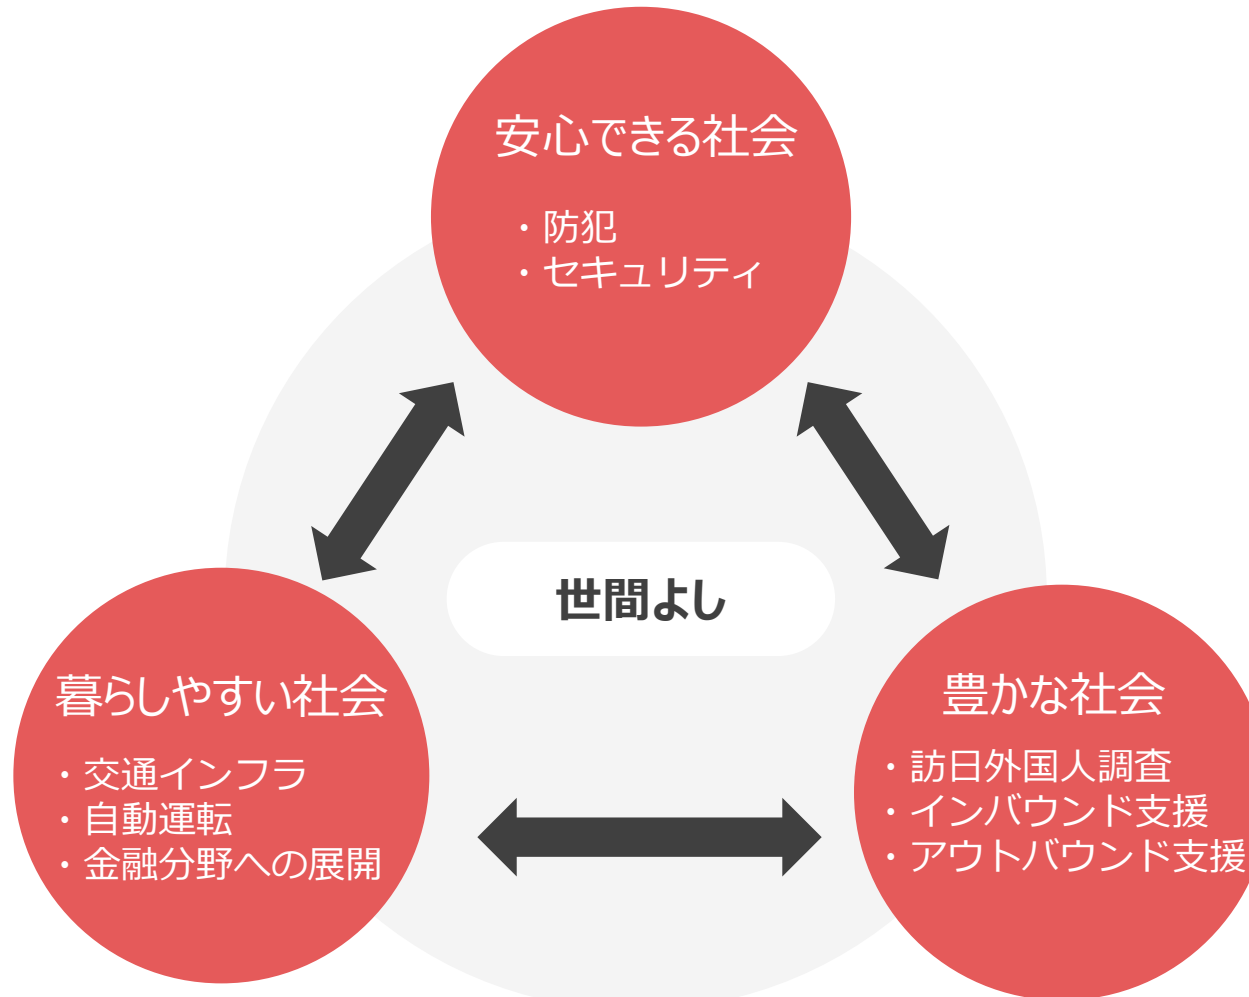 安心できる社会
・防犯
・セキュリティ
世間よし
暮らしやすい社会
・交通インフラ
・自動運転
・金融分野への展開
豊かな社会
・訪日外国人調査
・インバウンド支援
・アウトバウンド支援